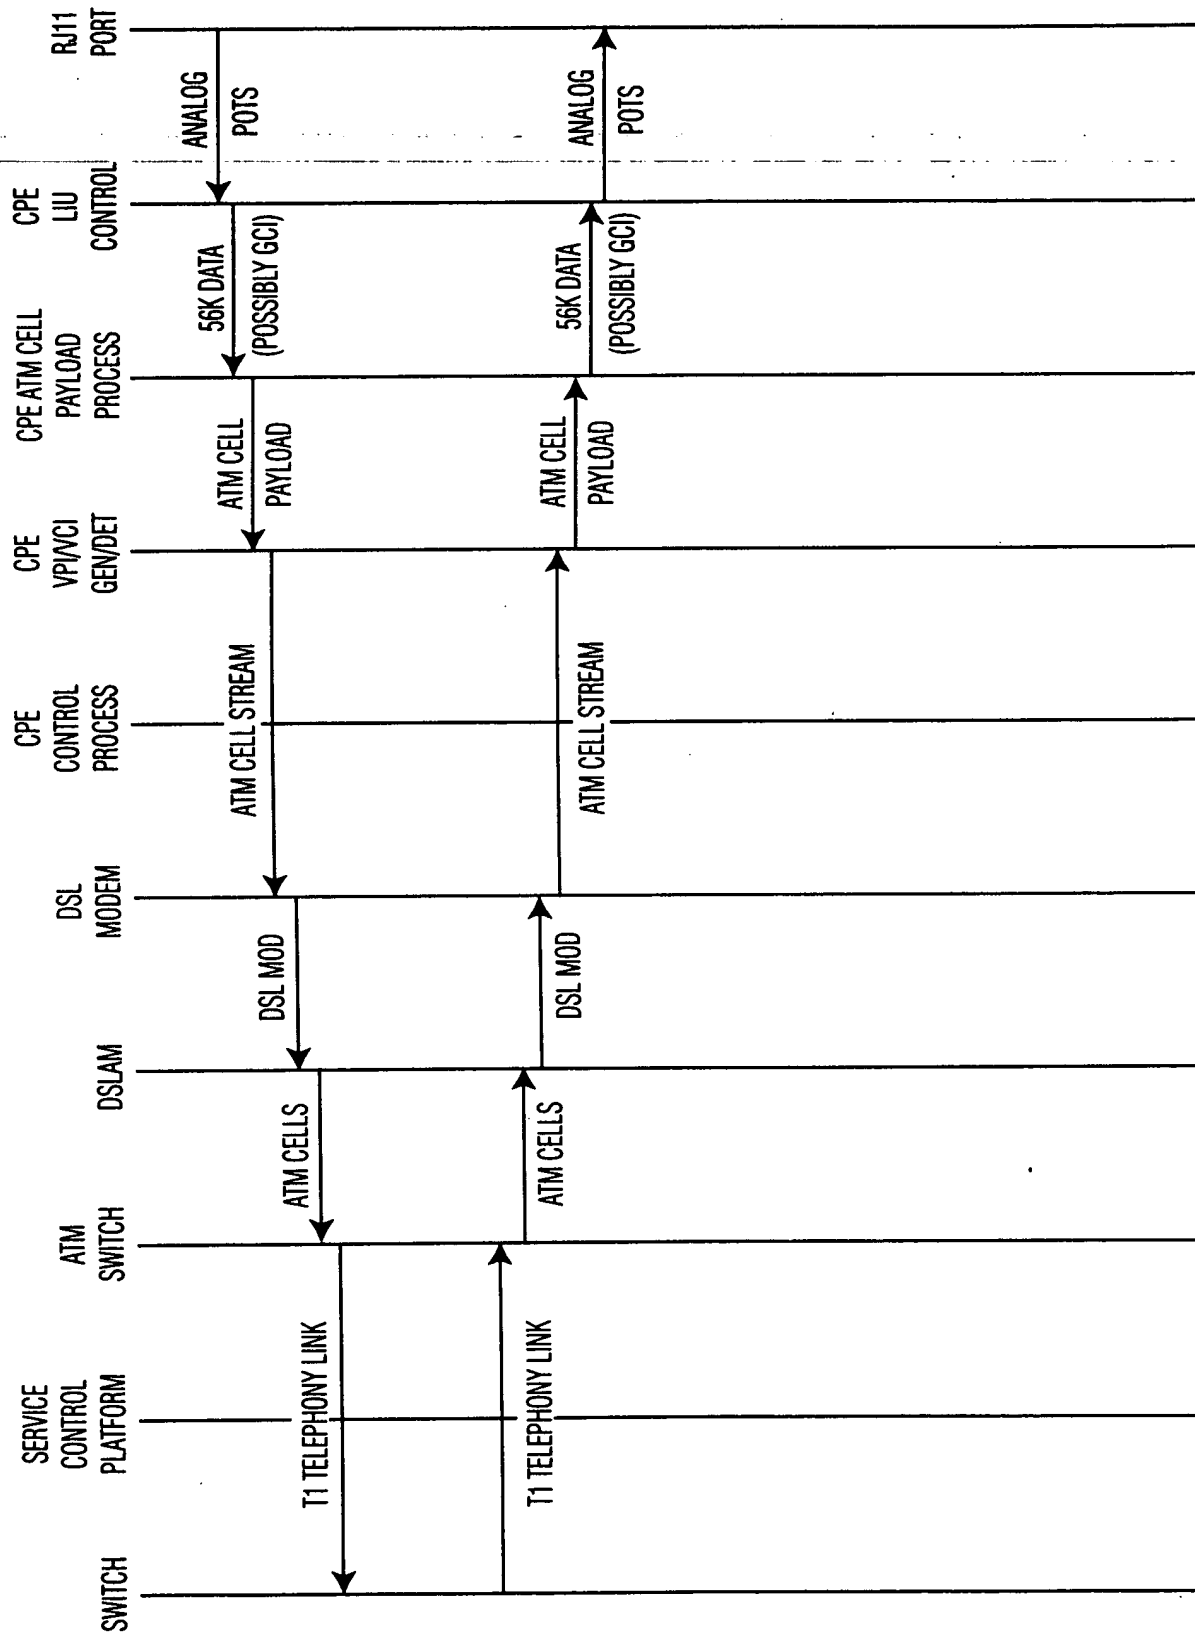 SWITCH
SERVICE
CONTROL
PLATFORM
ATM
SWITCH
DSLAM
DSL
MODEM
CPE
CONTROL
PROCESS
CPE
VPI/VCI
GEN/DET
CPE ATM CELL
PAYLOAD
PROCESS
CPE
LIU
CONTROL
RJ11
PORT
ANALOG
POTS
56K DATA
(POSSIBLY GCI)
ATM CELL
PAYLOAD
ATM CELL STREAM
DSL MOD
ATM CELLS
T1 TELEPHONY LINK
T1 TELEPHONY LINK
ATM CELLS
DSL MOD
ATM CELL STREAM
ATM CELL
PAYLOAD
56K DATA
(POSSIBLY GCI)
ANALOG
POTS